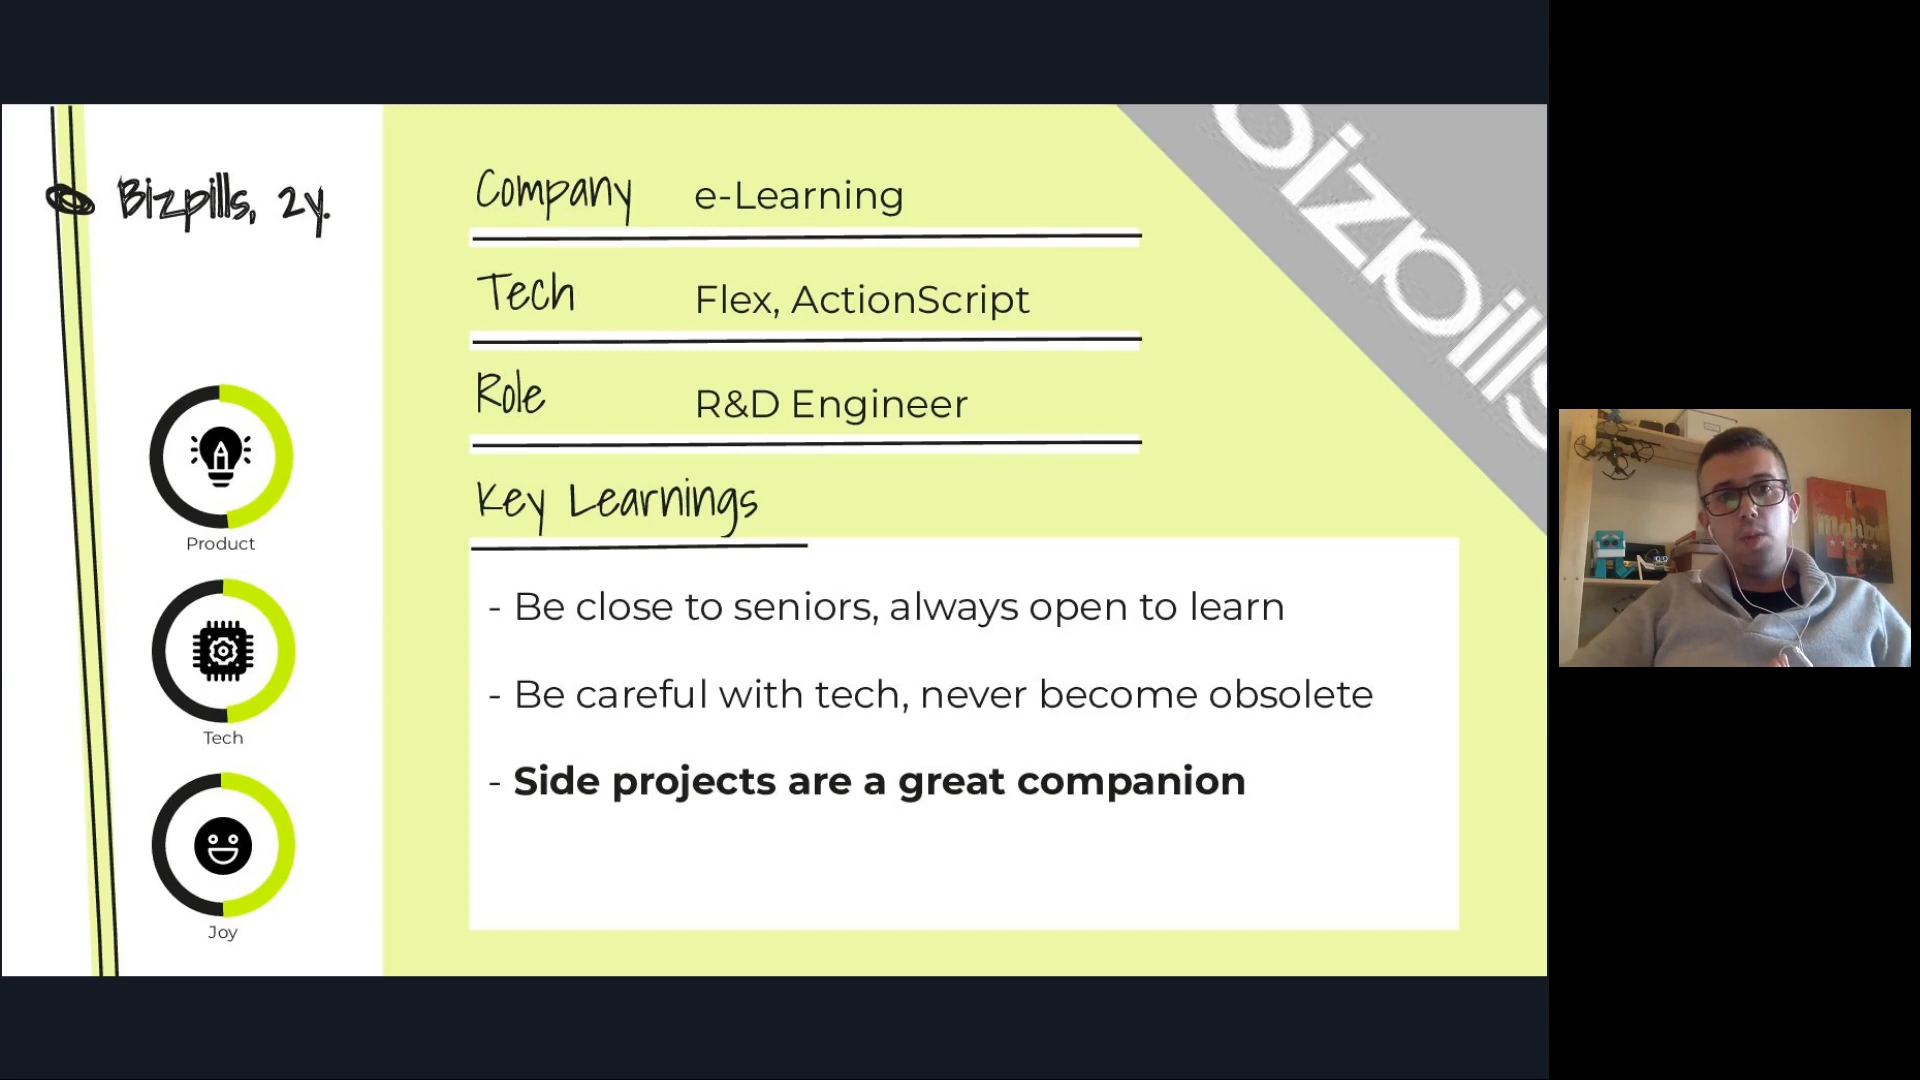 Bizpills, 2y.
Product
Tech
Joy
Company e-Learning
Tech Flex, ActionScript
Role R&D Engineer
Key Learnings
- Be close to seniors, always open to learn
- Be careful with tech, never become obsolete
- Side projects are a great companion
bizpills
Mahou